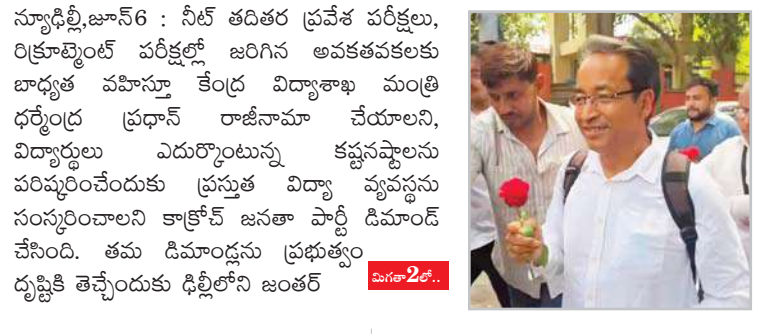 న్యూఢిల్లీ,జూన్6 : నీట్ తదితర ప్రవేశ పరీక్షలు,
రిక్రూట్మెంట్ పరీక్షల్లో జరిగిన అవకతవకలకు
బాధ్యత వహిస్తూ కేంద్ర విద్యాశాఖ మంత్రి
ధర్మేంద్ర ప్రధాన్ రాజీనామా చేయాలని,
విద్యార్థులు ఎదుర్కొంటున్న కష్టనష్టాలను
పరిష్కరించేందుకు ప్రస్తుత విద్యా వ్యవస్థను
సంస్కరించాలని కాక్రోచ్ జనతా పార్టీ డిమాండ్
చేసింది. తమ డిమాండ్లను ప్రభుత్వం
దృష్టికి తెచ్చేందుకు ఢిల్లీలోని జంతర్
మిగతా2లో..